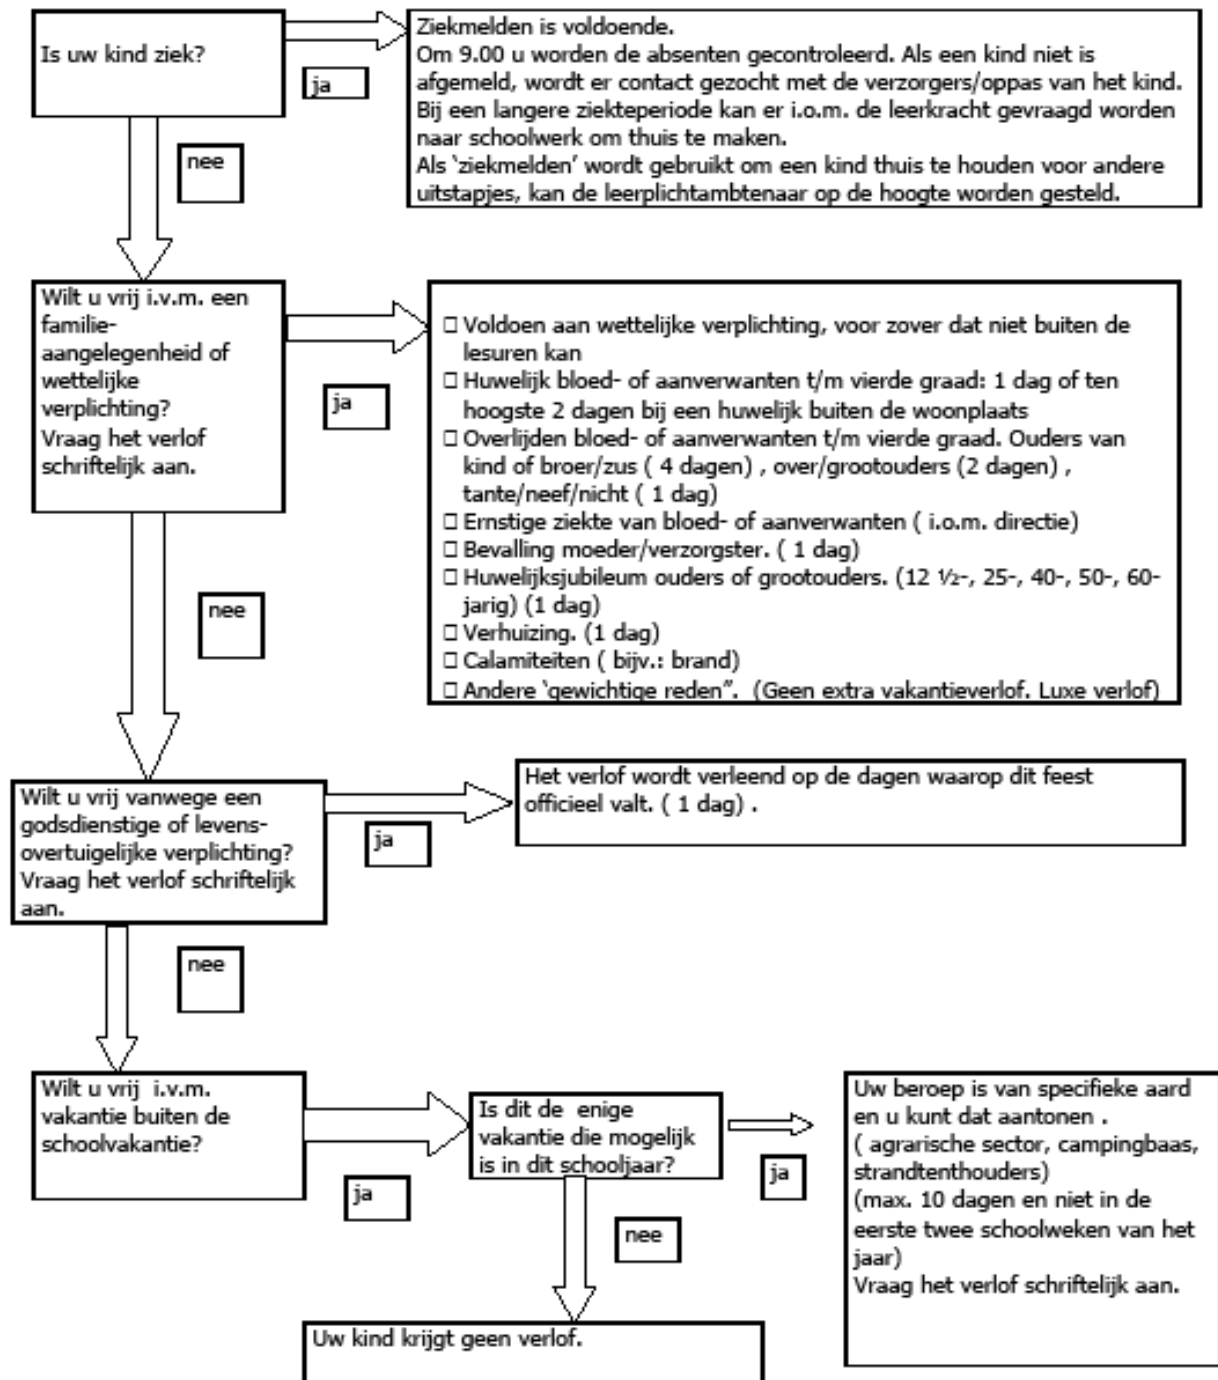 Is uw kind ziek?
ja
Ziekmelden is voldoende.
Om 9.00 u worden de absenten gecontroleerd. Als een kind niet is
afgemeld, wordt er contact gezocht met de verzorgers/oppas van het kind.
Bij een langere ziekteperiode kan er i.o.m. de leerkracht gevraagd worden
naar schoolwerk om thuis te maken.
Als ‘ziekmelden’ wordt gebruikt om een kind thuis te houden voor andere
uitstapjes, kan de leerplichtambtenaar op de hoogte worden gesteld.
nee
Wilt u vrij i.v.m. een
familie-
aangelegenheid of
wettelijke
verplichting?
Vraag het verlof
schriftelijk aan.
ja
□ Voldoen aan wettelijke verplichting, voor zover dat niet buiten de
lesuren kan
□ Huwelijk bloed- of aanverwanten t/m vierde graad: 1 dag of ten
hoogste 2 dagen bij een huwelijk buiten de woonplaats
□ Overlijden bloed- of aanverwanten t/m vierde graad. Ouders van
kind of broer/zus ( 4 dagen) , over/grootouders (2 dagen) ,
tante/neef/nicht ( 1 dag)
□ Ernstige ziekte van bloed- of aanverwanten ( i.o.m. directie)
□ Bevalling moeder/verzorgster. ( 1 dag)
□ Huwelijksjubileum ouders of grootouders. (12 ½-, 25-, 40-, 50-, 60-
jarig) (1 dag)
□ Verhuizing. (1 dag)
□ Calamiteiten ( bijv.: brand)
□ Andere ‘gewichtige reden”. (Geen extra vakantieverlof. Luxe verlof)
nee
Wilt u vrij vanwege een
godsdienstige of levens-
overtuigelijke verplichting?
Vraag het verlof schriftelijk
aan.
ja
Het verlof wordt verleend op de dagen waarop dit feest
officieel valt. ( 1 dag) .
nee
Wilt u vrij i.v.m.
vakantie buiten de
schoolvakantie?
ja
Is dit de enige
vakantie die mogelijk
is in dit schooljaar?
ja
Uw beroep is van specifieke aard
en u kunt dat aantonen .
( agrarische sector, campingbaas,
strandtenthouders)
(max. 10 dagen en niet in de
eerste twee schoolweken van het
jaar)
Vraag het verlof schriftelijk aan.
nee
Uw kind krijgt geen verlof.